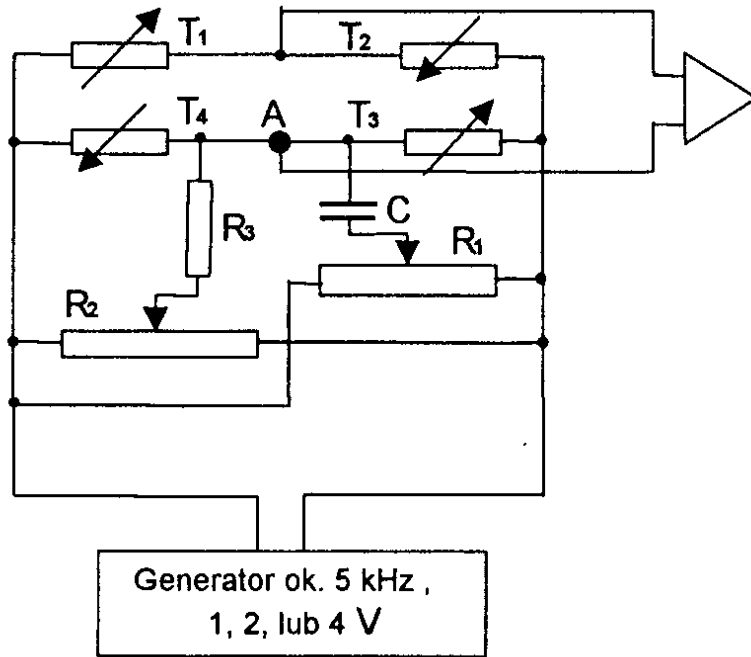 T1
T2
T4
A
T3
R3
C
R1
R2
Generator ok. 5 kHz ,
1, 2, lub 4 V